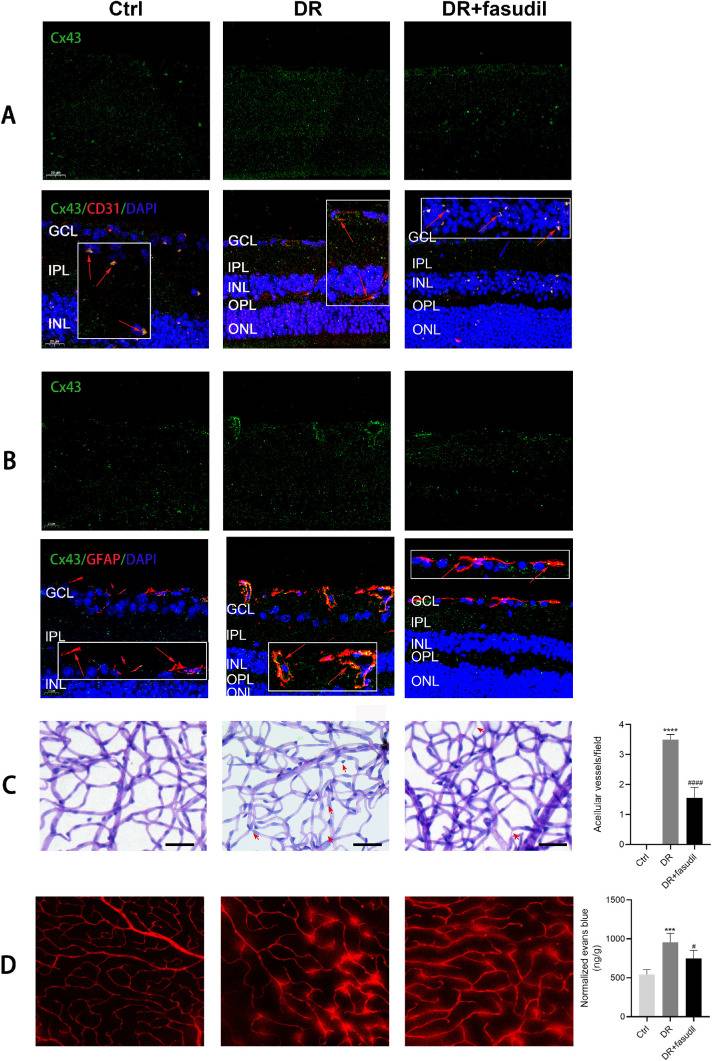 Ctrl DR DR+fasudil
A
Cx43
Cx43/CD31/DAPI
GCL
IPL
INL
GCL
IPL
INL
OPL
ONL
GCL
IPL
INL
OPL
ONL
B
Cx43
Cx43/GFAP/DAPI
GCL
IPL
INL
GCL
IPL
INL
OPL
ONL
GCL
IPL
INL
OPL
ONL
C
Acellular vessels/field
4
3
2
1
0
****
####
Ctrl
DR
DR+fasudil
D
Normalized evans blue
(ng/g)
1500
1000
500
0
***
#
Ctrl
DR
DR+fasudil